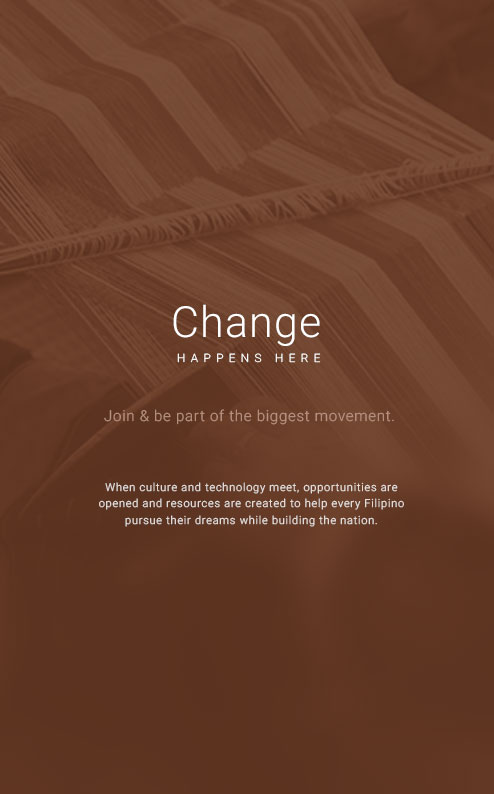 Change
HAPPENS HERE
Join & be part of the biggest movement.
When culture and technology meet, opportunities are
opened and resources are created to help every Filipino
pursue their dreams while building the nation.